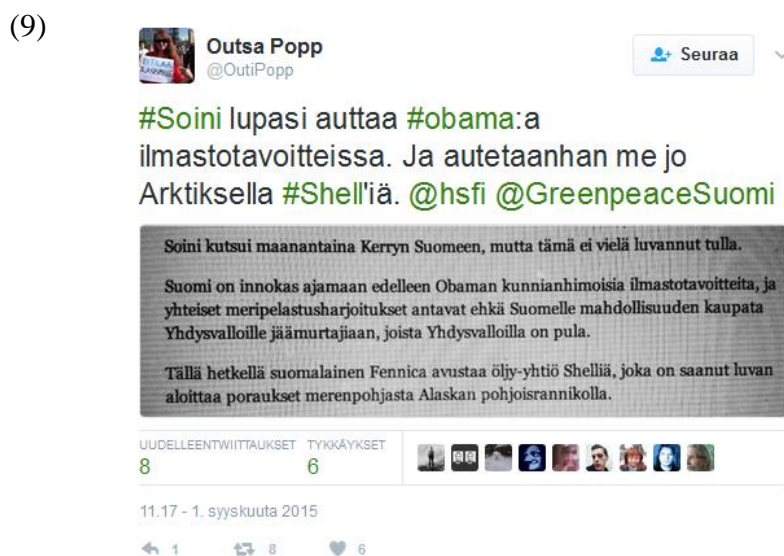 (9)
Outsa Popp
@OutiPopp
Seuraa
#Soini lupasi auttaa #obama:a
ilmastotavoitteissa. Ja autetaanhan me jo
Arktiksella #Shell'iä. @hsfi @GreenpeaceSuomi
Soini kutsui maanantaina Kerryn Suomeen, mutta tämä ei vielä luvannut tulla.
Suomi on innokas ajamaan edelleen Obaman kunnianhimoisia ilmastotavoitteita, ja
yhteiset meripelastusharjoitukset antavat ehkä Suomelle mahdollisuuden kaupata
Yhdysvalloille jäämurtajiaan, joista Yhdysvalloilla on pula.
Tällä hetkellä suomalainen Fennica avustaa öljy-yhtiö Shelliä, joka on saanut luvan
aloittaa poraukset merenpohjasta Alaskan pohjoisrannikolla.
UUDELLEENTWIITTAUKSET TYKKÄYKSET
8 6
11.17 - 1. syyskuuta 2015
1 8 6